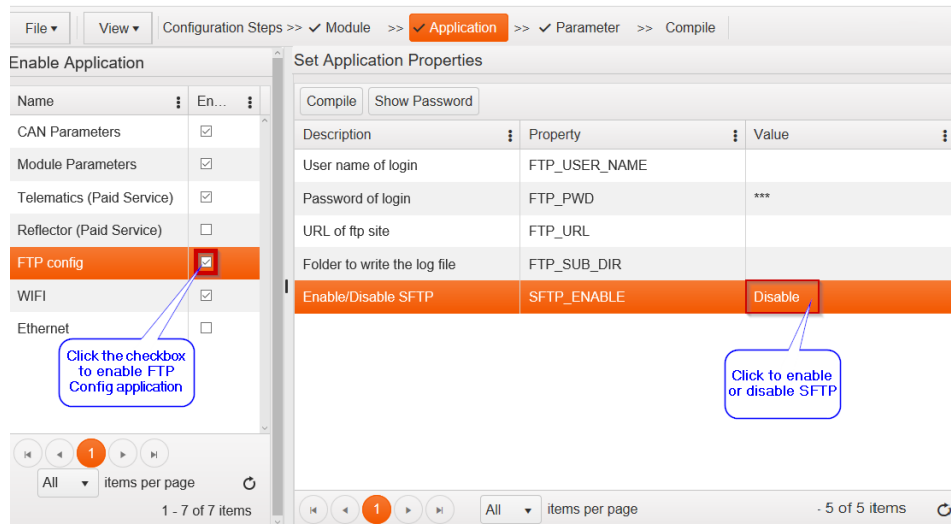 File ▾ View ▾ Configuration Steps >> ✓ Module >> ✓ Application >> ✓ Parameter >> Compile
Enable Application
Name En...
CAN Parameters
Module Parameters
Telematics (Paid Service)
Reflector (Paid Service)
FTP config
WIFI
Ethernet
Click the checkbox
to enable FTP
Config application
1
All items per page
1 - 7 of 7 items
Set Application Properties
Compile Show Password
Description Property Value
User name of login FTP_USER_NAME
Password of login FTP_PWD ***
URL of ftp site FTP_URL
Folder to write the log file FTP_SUB_DIR
Enable/Disable SFTP SFTP_ENABLE Disable
Click to enable
or disable SFTP
1 All items per page - 5 of 5 items